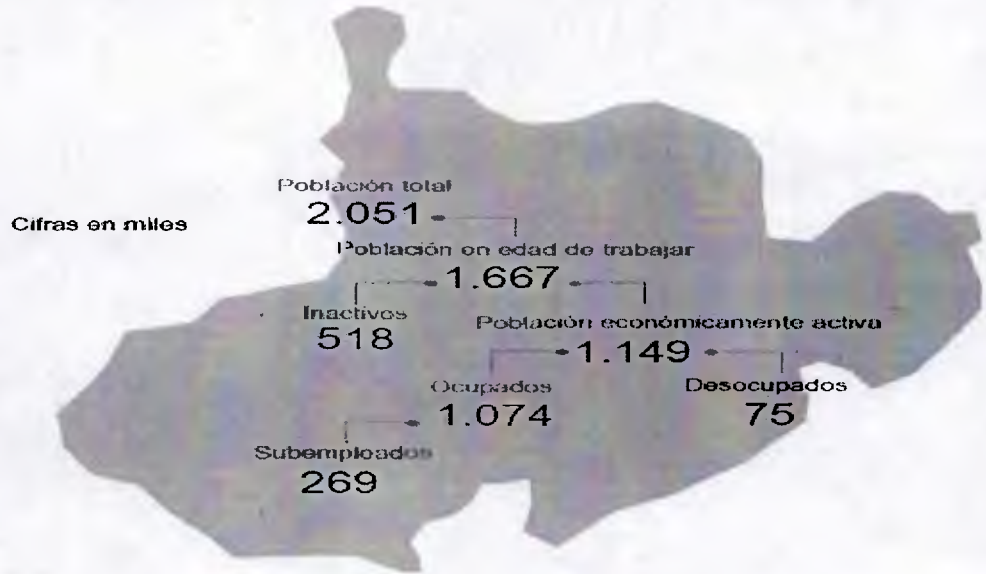 Población total
2.051
Cifras en miles
Población en edad de trabajar
1.667
Inactivos
518
Población económicamente activa
1.149
Ocupados
1.074
Desocupados
75
Subempleados
269